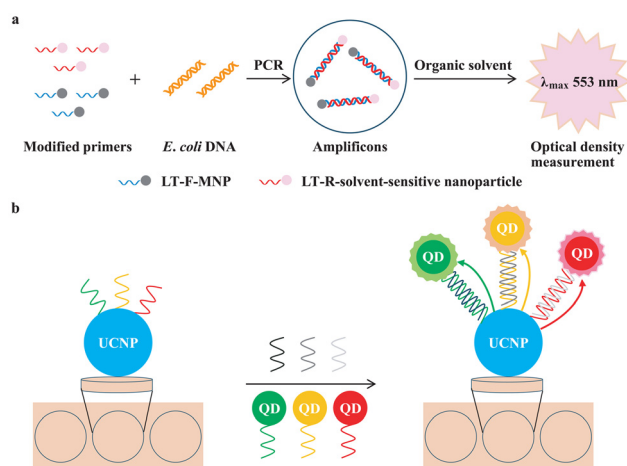 a
PCR
Organic solvent
λmax 553 nm
+
Modified primers
E. coli DNA
Amplificons
Optical density
measurement
LT-F-MNP
LT-R-solvent-sensitive nanoparticle
b
QD
QD
QD
UCNP
UCNP
QD
QD
QD